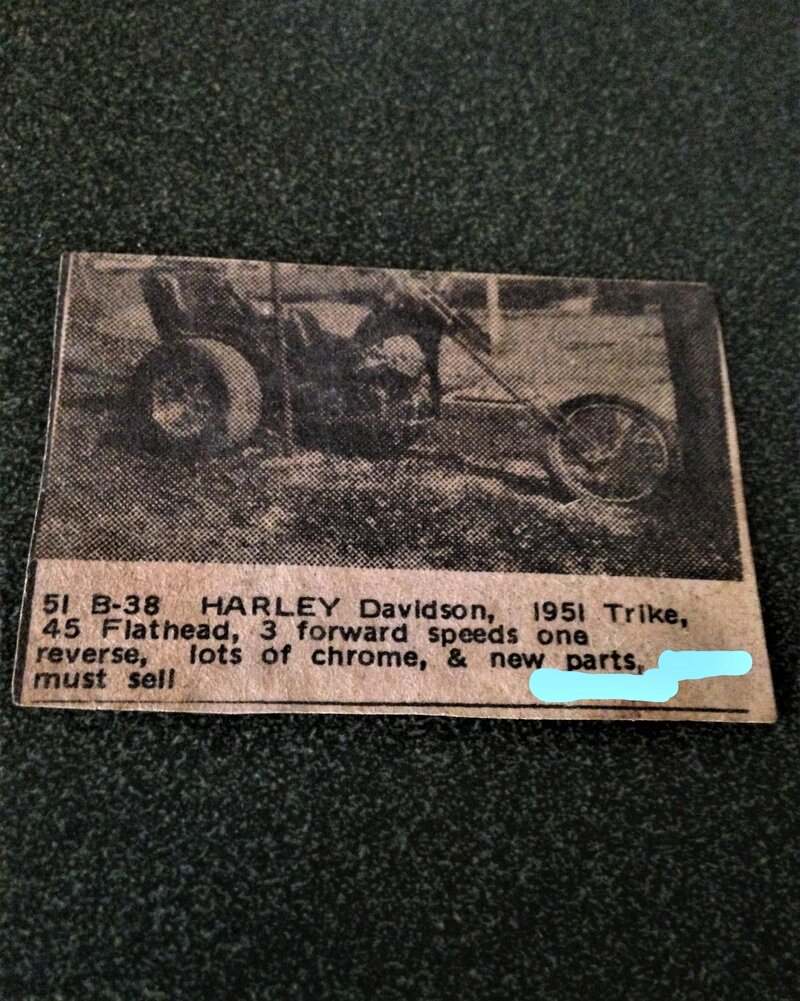 51 B-38 HARLEY Davidson, 1951 Trike,
45 Flathead, 3 forward speeds one
reverse, lots of chrome, & new parts,
must sell